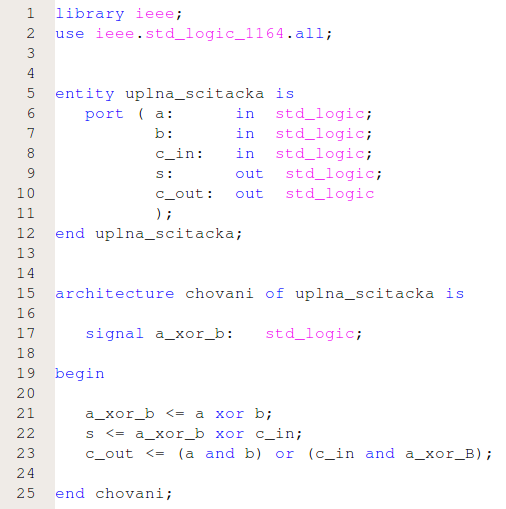 1 library ieee;
2 use ieee.std_logic_1164.all;
3
4
5 entity uplna_scitacka is
6 port ( a: in std_logic;
7 b: in std_logic;
8 c_in: in std_logic;
9 s: out std_logic;
10 c_out: out std_logic
11 );
12 end uplna_scitacka;
13
14
15 architecture chovani of uplna_scitacka is
16
17 signal a_xor_b: std_logic;
18
19 begin
20
21 a_xor_b <= a xor b;
22 s <= a_xor_b xor c_in;
23 c_out <= (a and b) or (c_in and a_xor_B);
24
25 end chovani;